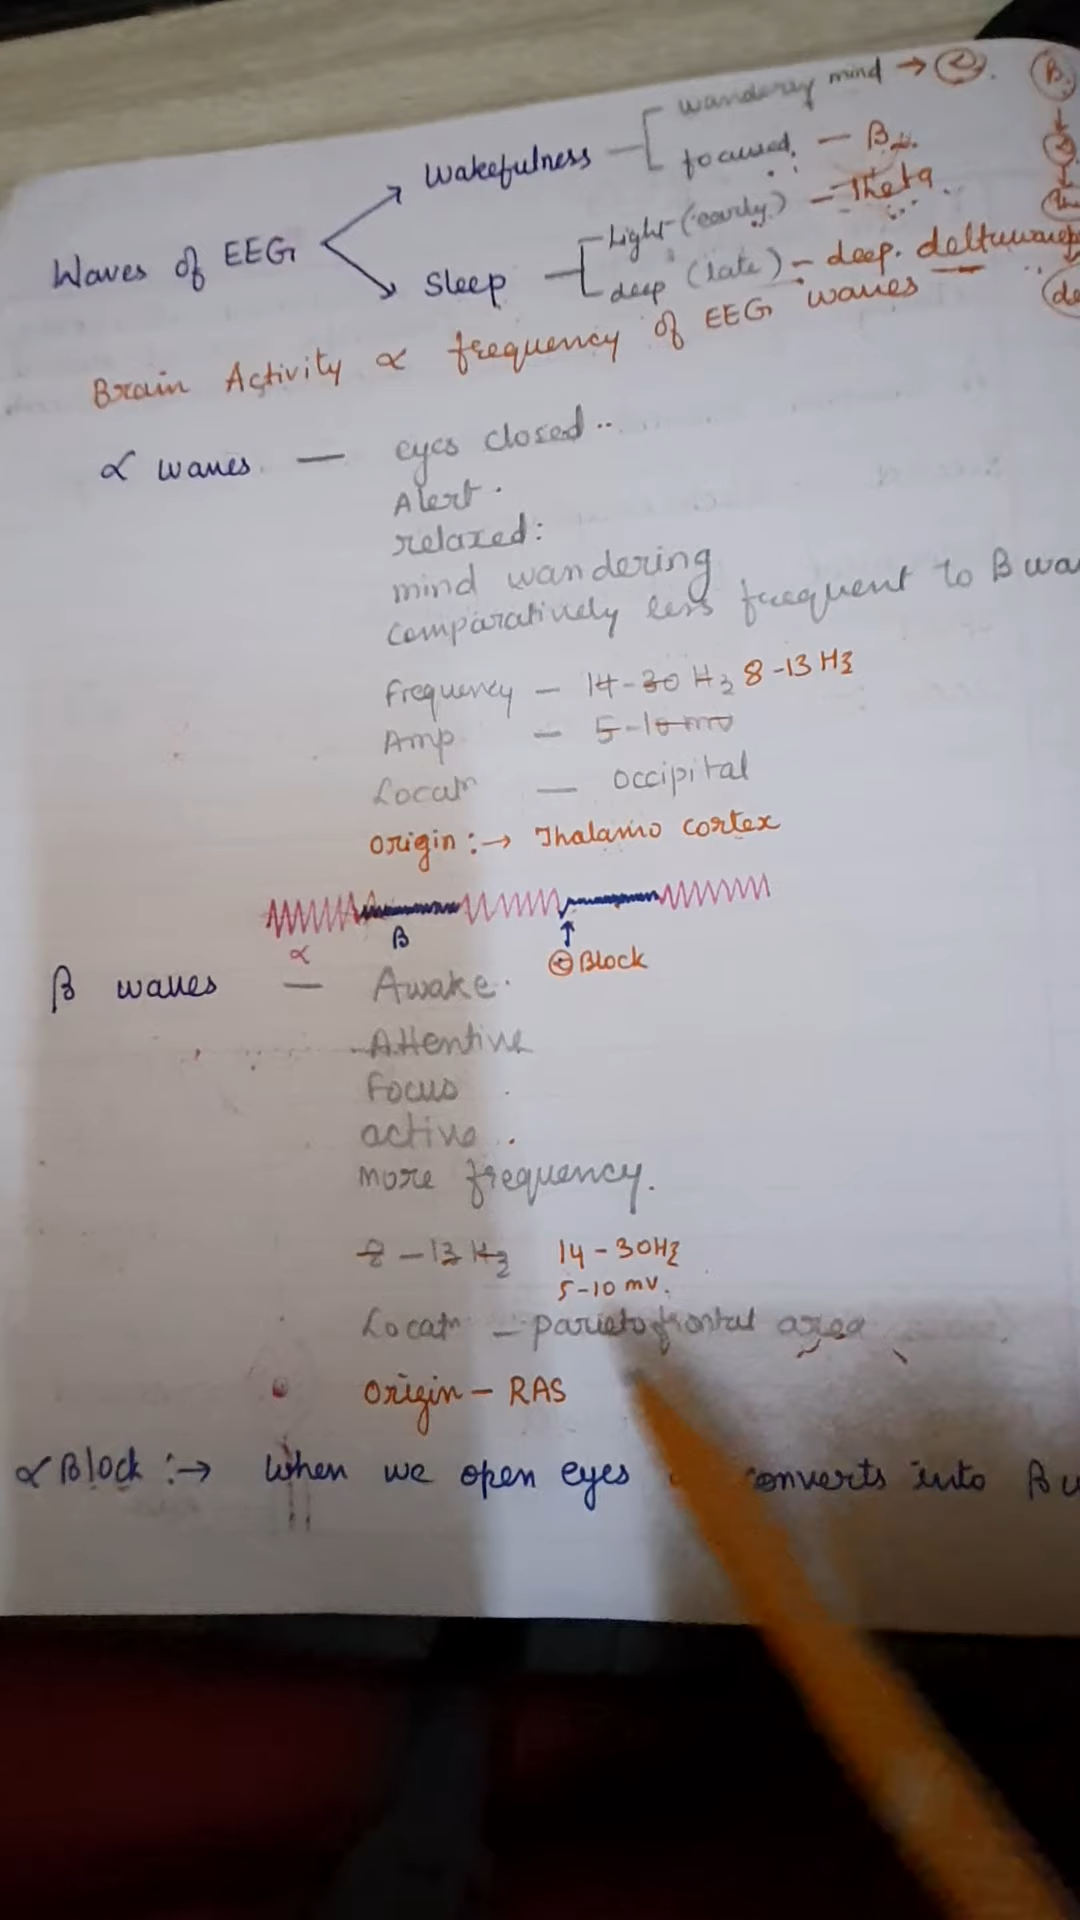 wandering mind → α.
Wakefulness
focused. — β
Waves of EEG
Light (early) — theta
Sleep
deep (late) — deep. deltawaves
Brain Activity ∝ frequency of EEG waves
α waves — eyes closed..
Alert.
relaxed:
mind wandering
comparatively less frequent to B wa
frequency — 14-30 Hz 8-13 Hz
Amp — 5-10 mv
Locatn — occipital
Origin :→ Thalamo cortex
α β
Block
β waves — Awake.
Attentive
Focus
active.
more frequency.
8-13 Hz 14-30Hz
5-10 mv.
Locatn — parieto frontal area
Origin — RAS
α Block :→ When we open eyes converts into B